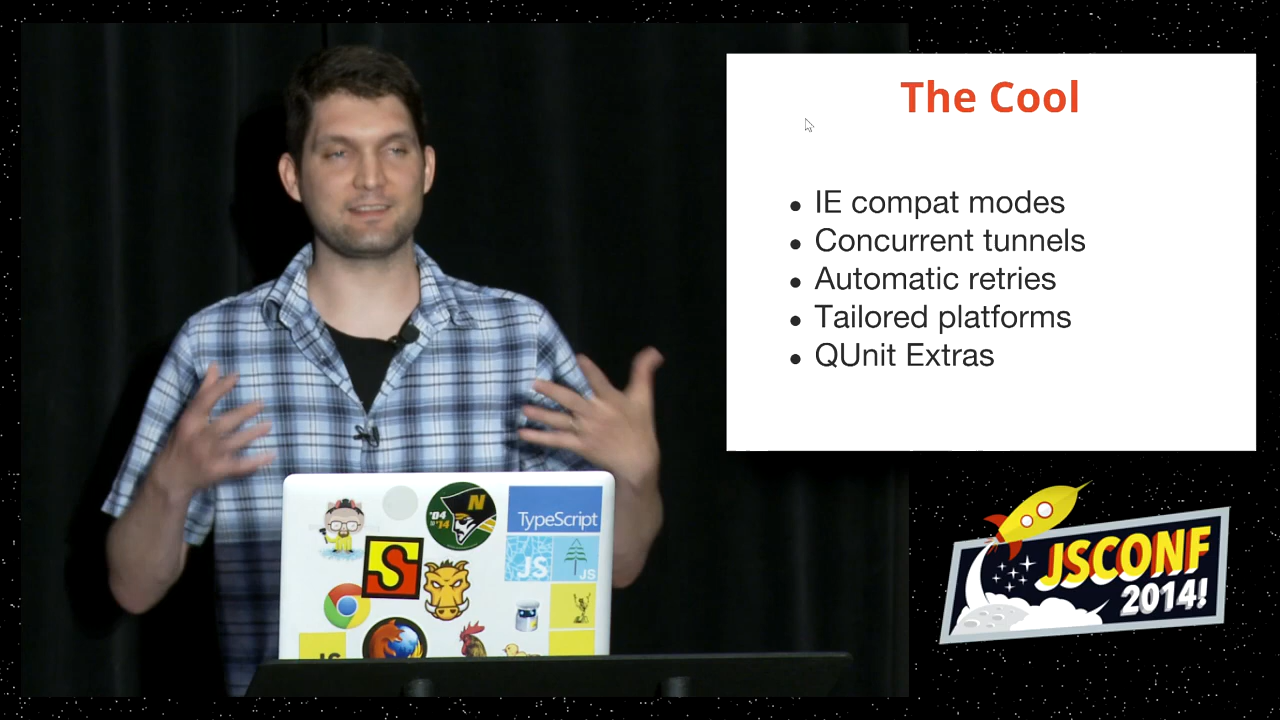 The Cool
IE compat modes
Concurrent tunnels
Automatic retries
Tailored platforms
QUnit Extras
N
'04
to '14
TypeScript
S
JS
JS
JSCONF
2014!